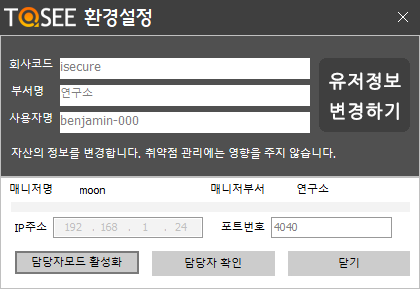 TOSEE 환경설정
회사코드 isecure
부서명 연구소
사용자명 benjamin-000
유저정보
변경하기
자산의 정보를 변경합니다. 취약점 관리에는 영향을 주지 않습니다.
매니저명 moon 매니저부서 연구소
IP주소 192 . 168 . 1 . 24 포트번호 4040
담당자모드 활성화 담당자 확인 닫기